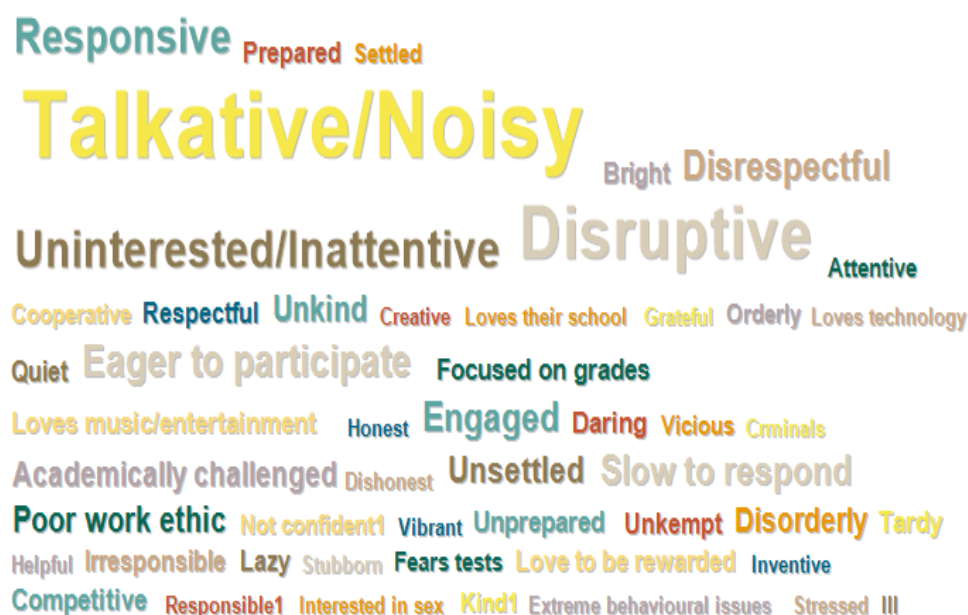 Responsive Prepared Settled
Talkative/Noisy Bright Disrespectful
Uninterested/Inattentive Disruptive Attentive
Cooperative Respectful Unkind Creative Loves their school Grateful Orderly Loves technology
Quiet Eager to participate Focused on grades
Loves music/entertainment Honest Engaged Daring Vicious Crminals
Academically challenged Dishonest Unsettled Slow to respond
Poor work ethic Not confident1 Vibrant Unprepared Unkempt Disorderly Tardy
Helpful Irresponsible Lazy Stubborn Fears tests Love to be rewarded Inventive
Competitive Responsible1 Interested in sex Kind1 Extreme behavioural issues Stressed Ill